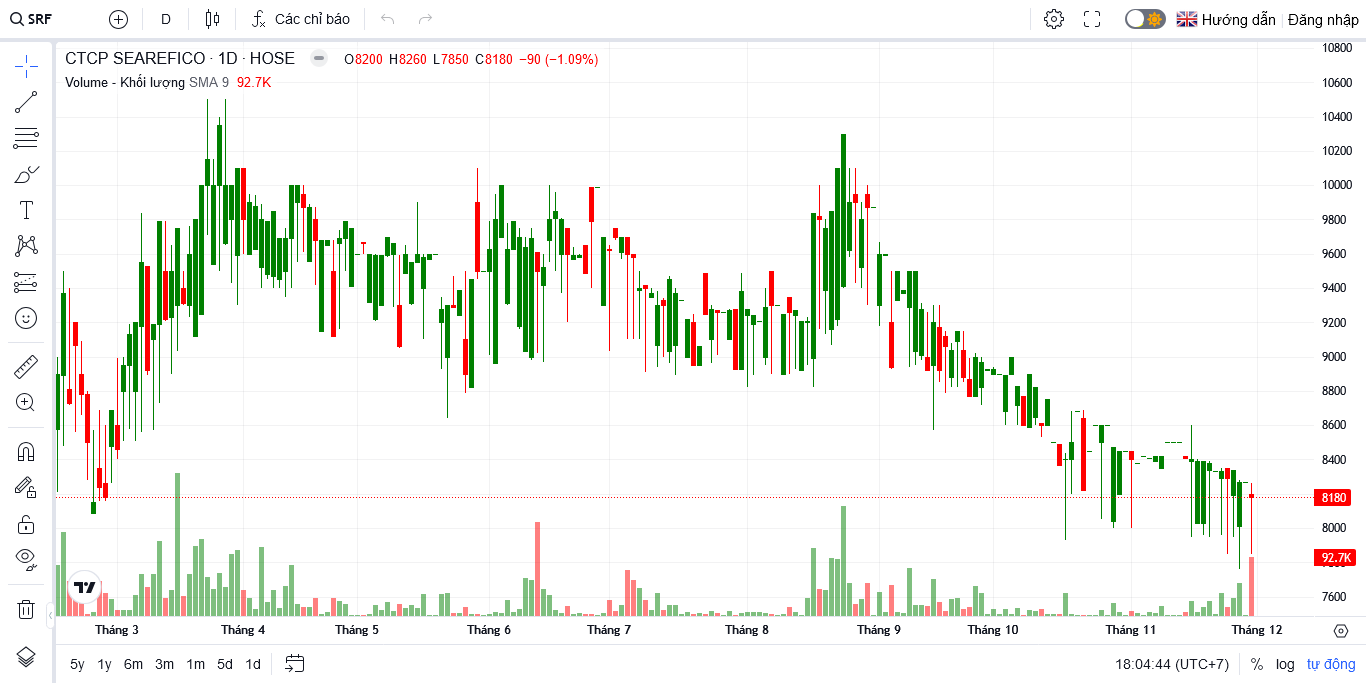 SRF D Các chỉ báo Hướng dẫn Đăng nhập
CTCP SEAREFICO · 1D · HOSE O8200 H8260 L7850 C8180 −90 (−1.09%)
Volume - Khối lượng SMA 9 92.7K
10800
10600
10400
10200
10000
9800
9600
9400
9200
9000
8800
8600
8400
8180
8000
92.7K
7800
7600
Tháng 3 Tháng 4 Tháng 5 Tháng 6 Tháng 7 Tháng 8 Tháng 9 Tháng 10 Tháng 11 Tháng 12
5y 1y 6m 3m 1m 5d 1d 18:04:44 (UTC+7) % log tự động